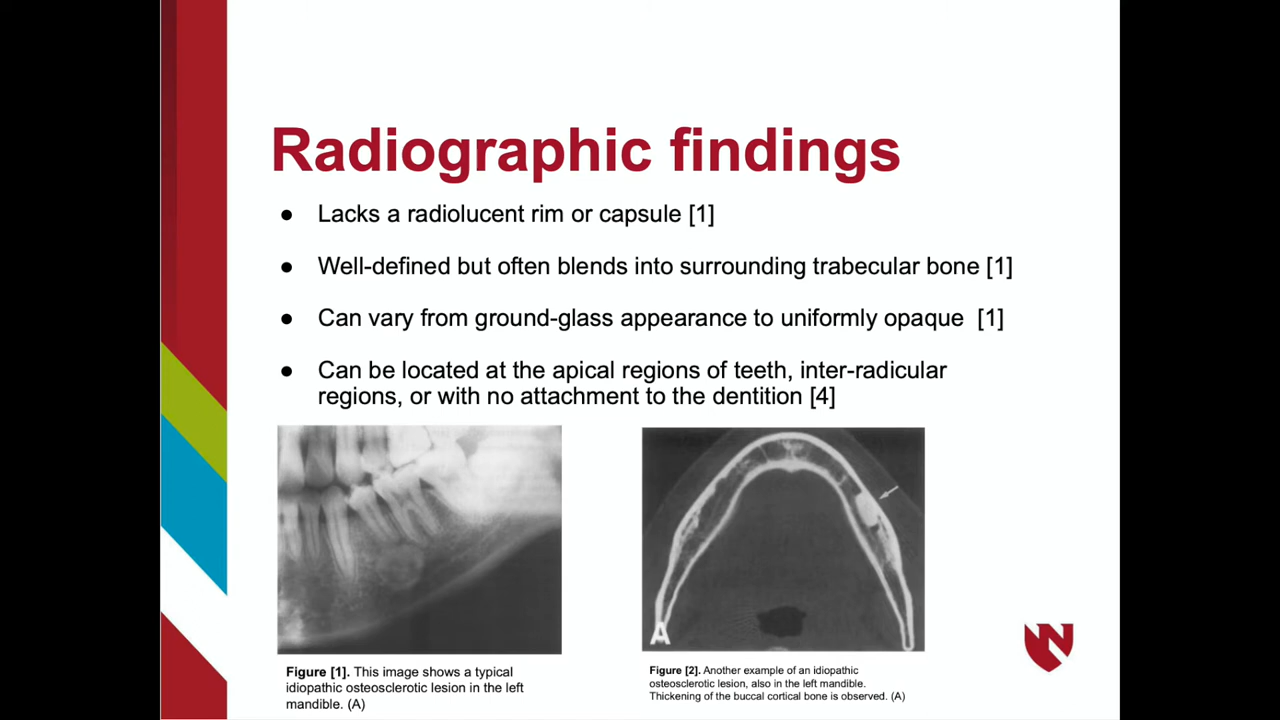 Radiographic findings
● Lacks a radiolucent rim or capsule [1]
● Well-defined but often blends into surrounding trabecular bone [1]
● Can vary from ground-glass appearance to uniformly opaque  [1]
● Can be located at the apical regions of teeth, inter-radicular
regions, or with no attachment to the dentition [4]
A
Figure [1]. This image shows a typical
idiopathic osteosclerotic lesion in the left
mandible. (A)
Figure [2]. Another example of an idiopathic
osteosclerotic lesion, also in the left mandible.
Thickening of the buccal cortical bone is observed. (A)
N